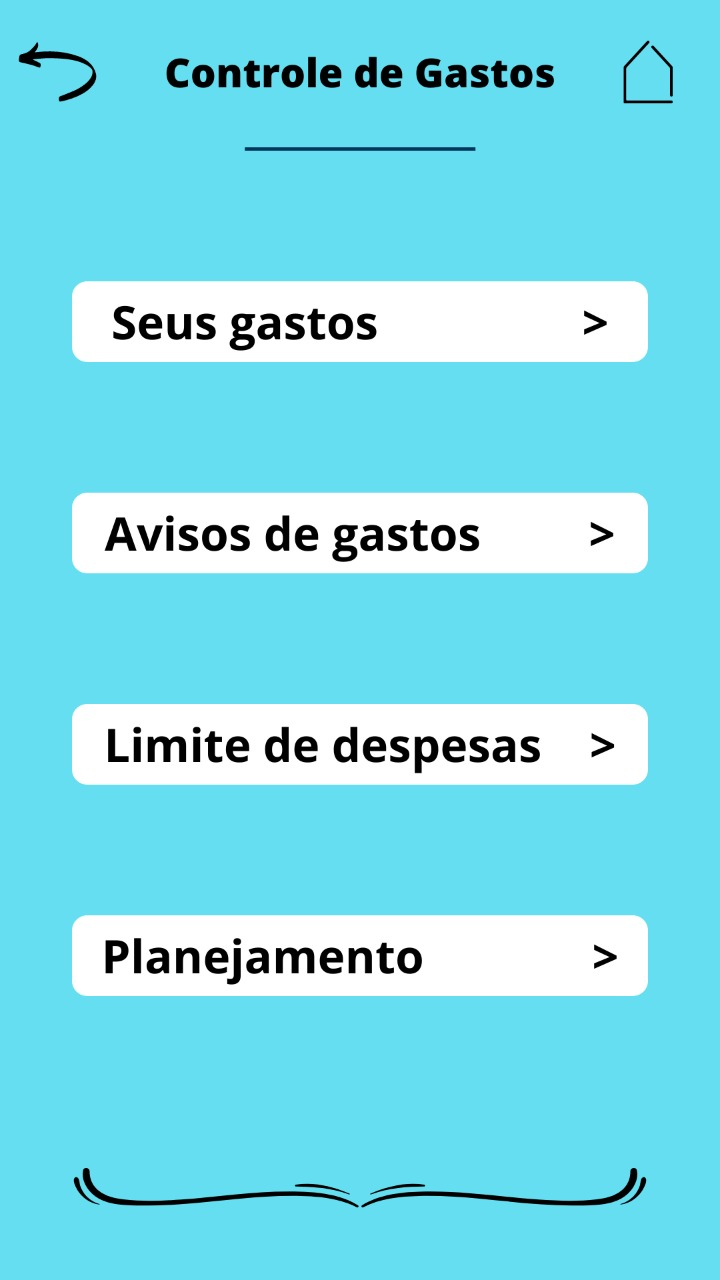 Controle de Gastos
Seus gastos >
Avisos de gastos >
Limite de despesas >
Planejamento >